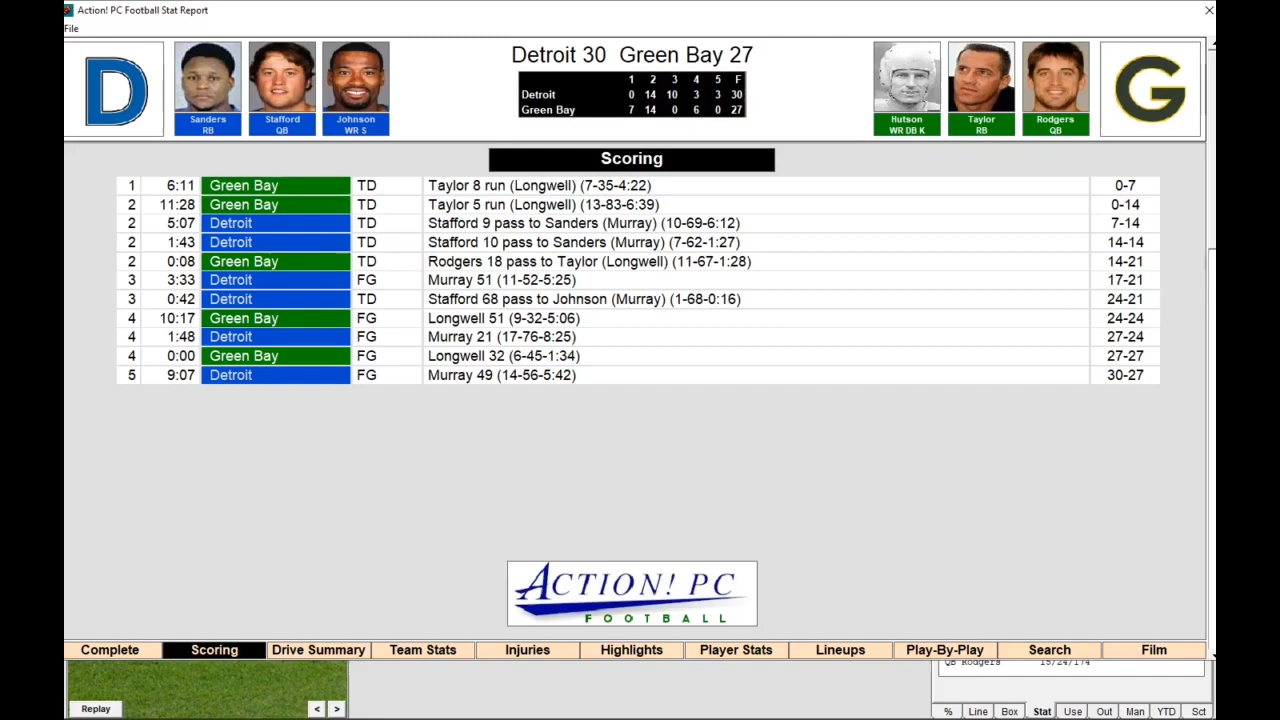 Action! PC Football Stat Report
File
Detroit 30 Green Bay 27
1 2 3 4 5 F
Detroit 0 14 10 3 3 30
Green Bay 7 14 0 6 0 27
D
Sanders
RB
Stafford
QB
Johnson
WR S
Hutson
WR DB K
Taylor
RB
Rodgers
QB
G
Scoring
1 6:11 Green Bay TD Taylor 8 run (Longwell) (7-35-4:22) 0-7
2 11:28 Green Bay TD Taylor 5 run (Longwell) (13-83-6:39) 0-14
2 5:07 Detroit TD Stafford 9 pass to Sanders (Murray) (10-69-6:12) 7-14
2 1:43 Detroit TD Stafford 10 pass to Sanders (Murray) (7-62-1:27) 14-14
2 0:08 Green Bay TD Rodgers 18 pass to Taylor (Longwell) (11-67-1:28) 14-21
3 3:33 Detroit FG Murray 51 (11-52-5:25) 17-21
3 0:42 Detroit TD Stafford 68 pass to Johnson (Murray) (1-68-0:16) 24-21
4 10:17 Green Bay FG Longwell 51 (9-32-5:06) 24-24
4 1:48 Detroit FG Murray 21 (17-76-8:25) 27-24
4 0:00 Green Bay FG Longwell 32 (6-45-1:34) 27-27
5 9:07 Detroit FG Murray 49 (14-56-5:42) 30-27
ACTION! PC
FOOTBALL
Complete Scoring Drive Summary Team Stats Injuries Highlights Player Stats Lineups Play-By-Play Search Film
QB Rodgers 15/24/174
Replay < >
% Line Box Stat Use Out Man YTD Sct